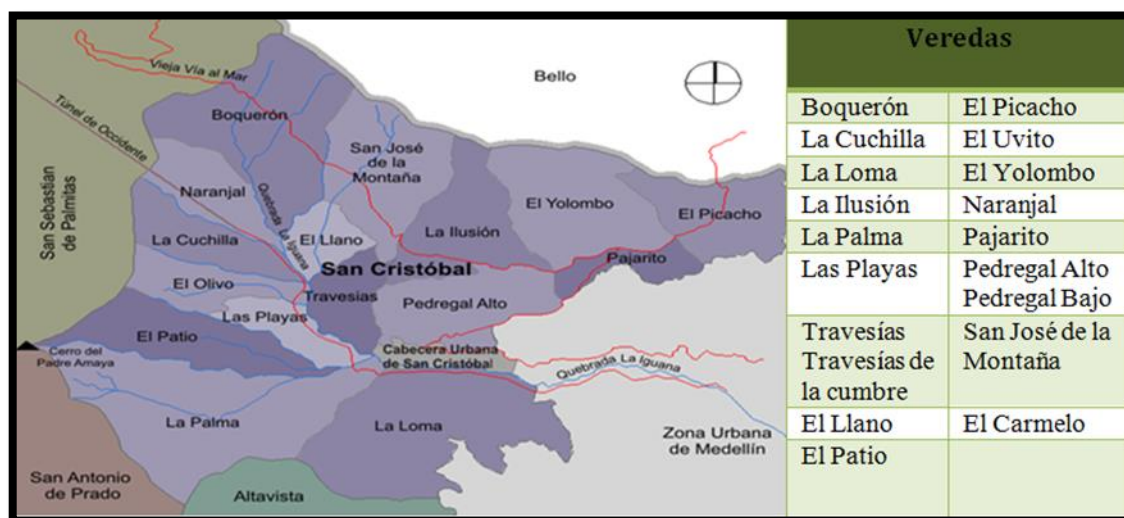 Vieja Vía al Mar
Bello
Túnel de Occidente
Boquerón
San José
de la
Montaña
San Sebastian
de Palmitas
Naranjal
Quebrada La Iguana
El Yolombo
El Picacho
La Cuchilla
El Llano
La Ilusión
San Cristóbal
Pajarito
El Olivo
Travesias
Pedregal Alto
Las Playas
El Patio
Cerro del
Padre Amaya
Cabecera Urbana
de San Cristóbal
Quebrada La Iguana
La Palma
La Loma
Zona Urbana
de Medellín
San Antonio
de Prado
Altavista
Veredas
Boquerón El Picacho
La Cuchilla El Uvito
La Loma El Yolombo
La Ilusión Naranjal
La Palma Pajarito
Las Playas Pedregal Alto
Pedregal Bajo
Travesías San José de la
Travesías de Montaña
la cumbre
El Llano El Carmelo
El Patio